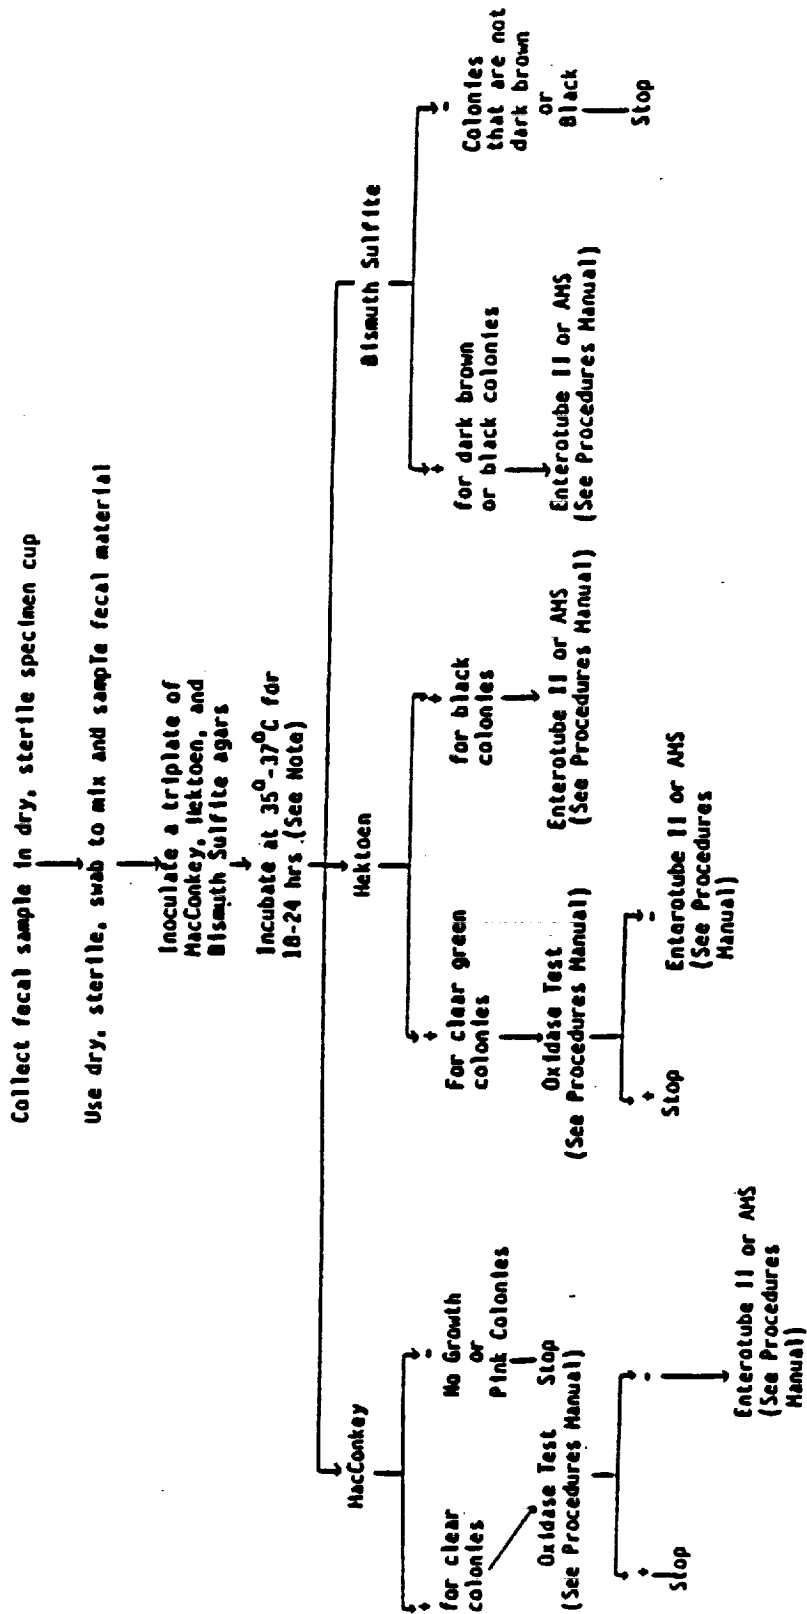 Collect fecal sample in dry, sterile specimen cup
Use dry, sterile, swab to mix and sample fecal material
Inoculate a triplate of
MacConkey, Hektoen, and
Bismuth Sulfite agars
Incubate at 35⁰-37⁰C for
18-24 hrs (See Note)
MacConkey
Hektoen
Bismuth Sulfite
+
for clear
colonies
-
No Growth
or
Pink Colonies
Stop
Oxidase Test
(See Procedures Manual)
+
Stop
-
Enterotube II or AMS
(See Procedures
Manual)
+
For clear green
colonies
Oxidase Test
(See Procedures Manual)
+
Stop
-
Enterotube II or AMS
(See Procedures
Manual)
+
for black
colonies
Enterotube II or AMS
(See Procedures Manual)
+
for dark brown
or black colonies
Enterotube II or AMS
(See Procedures Manual)
-
Colonies
that are not
dark brown
or
Black
Stop